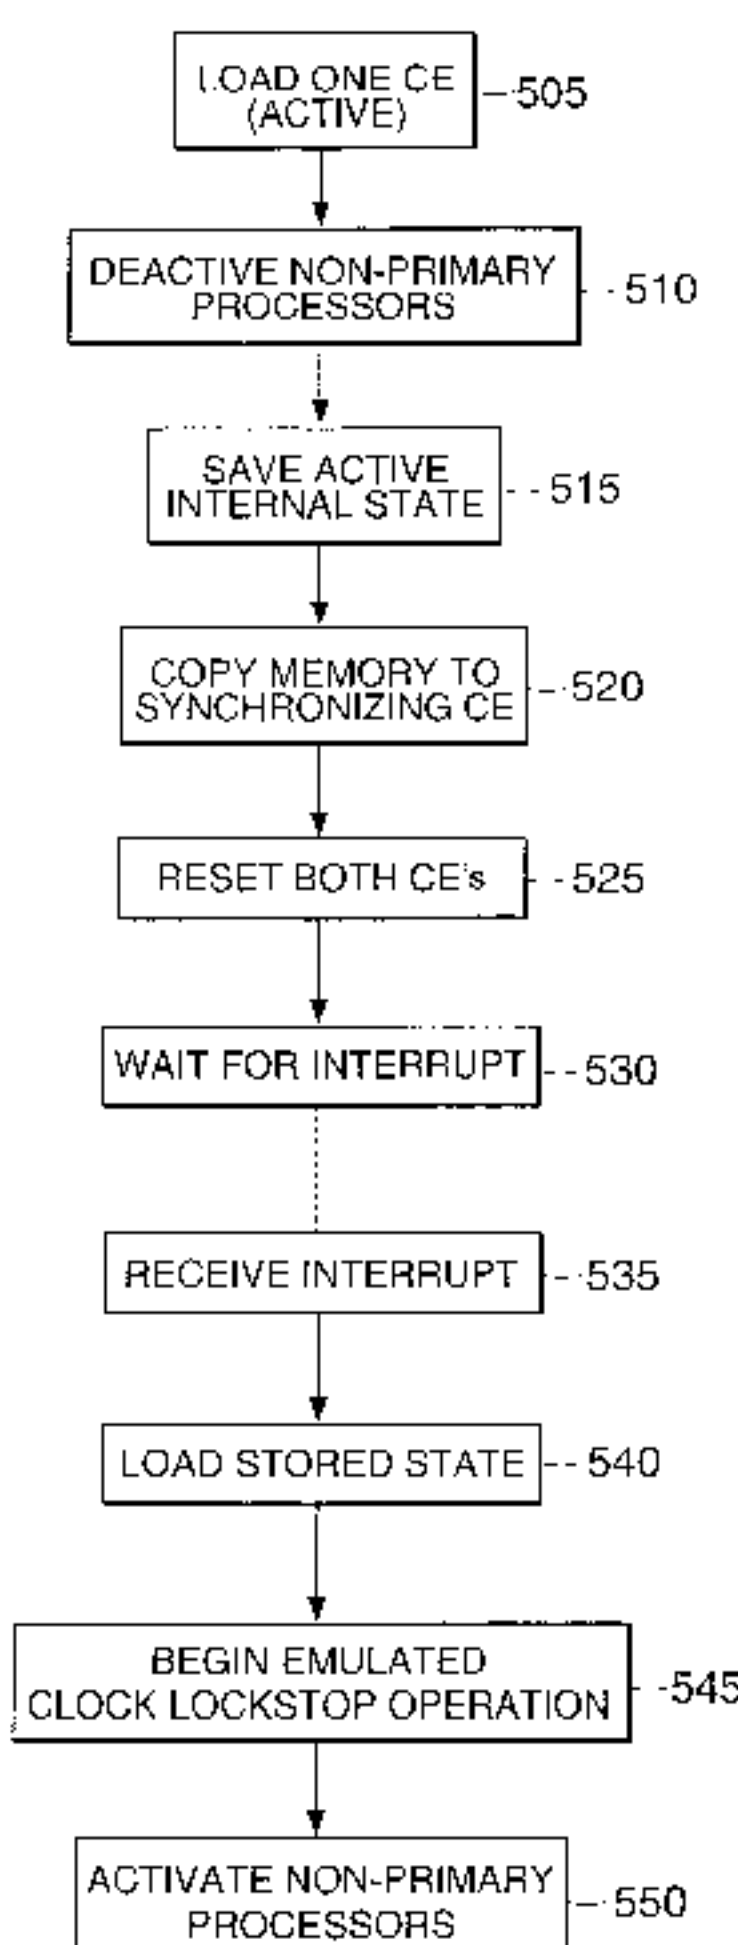 LOAD ONE CE
(ACTIVE)
505
DEACTIVE NON-PRIMARY
PROCESSORS
510
SAVE ACTIVE
INTERNAL STATE
515
COPY MEMORY TO
SYNCHRONIZING CE
520
RESET BOTH CE's
525
WAIT FOR INTERRUPT
530
RECEIVE INTERRUPT
535
LOAD STORED STATE
540
BEGIN EMULATED
CLOCK LOCKSTOP OPERATION
545
ACTIVATE NON-PRIMARY
PROCESSORS
550